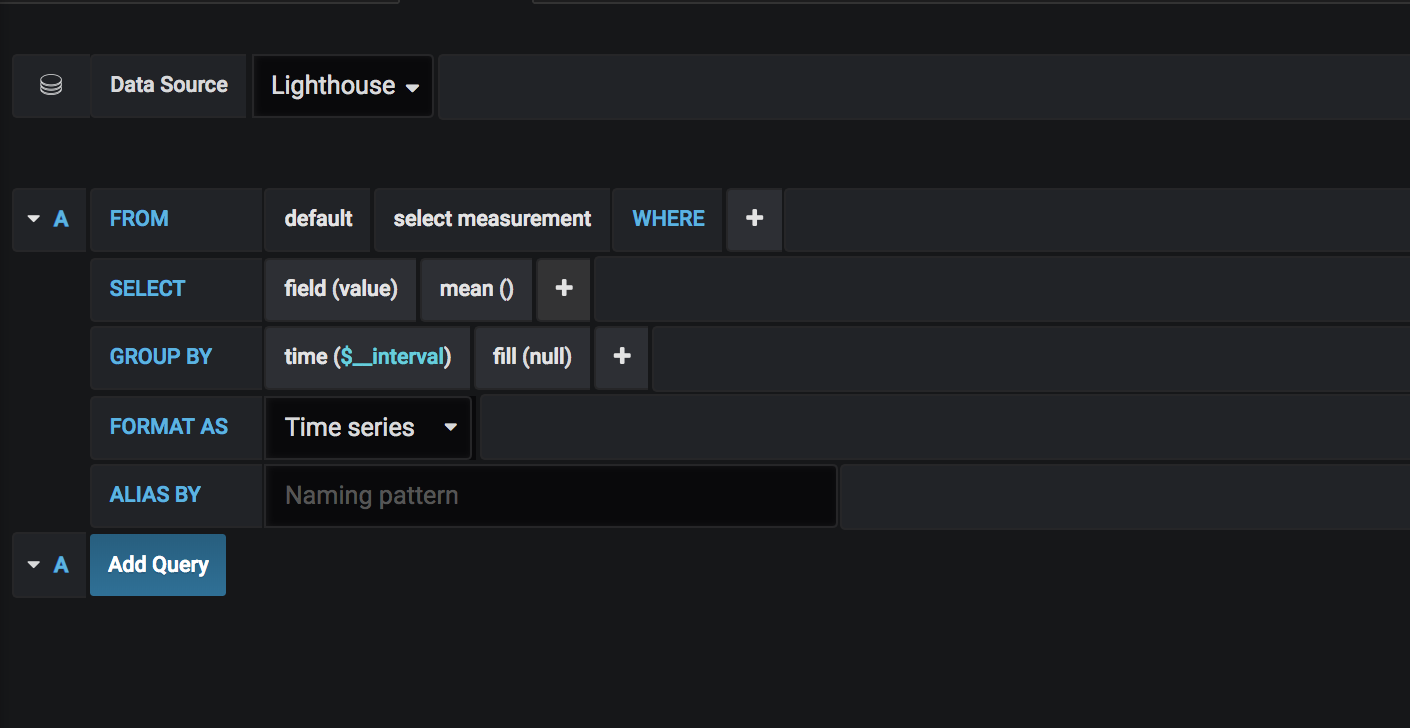 Data Source Lighthouse
A FROM default select measurement WHERE +
SELECT field (value) mean () +
GROUP BY time ($__interval) fill (null) +
FORMAT AS Time series
ALIAS BY Naming pattern
A Add Query